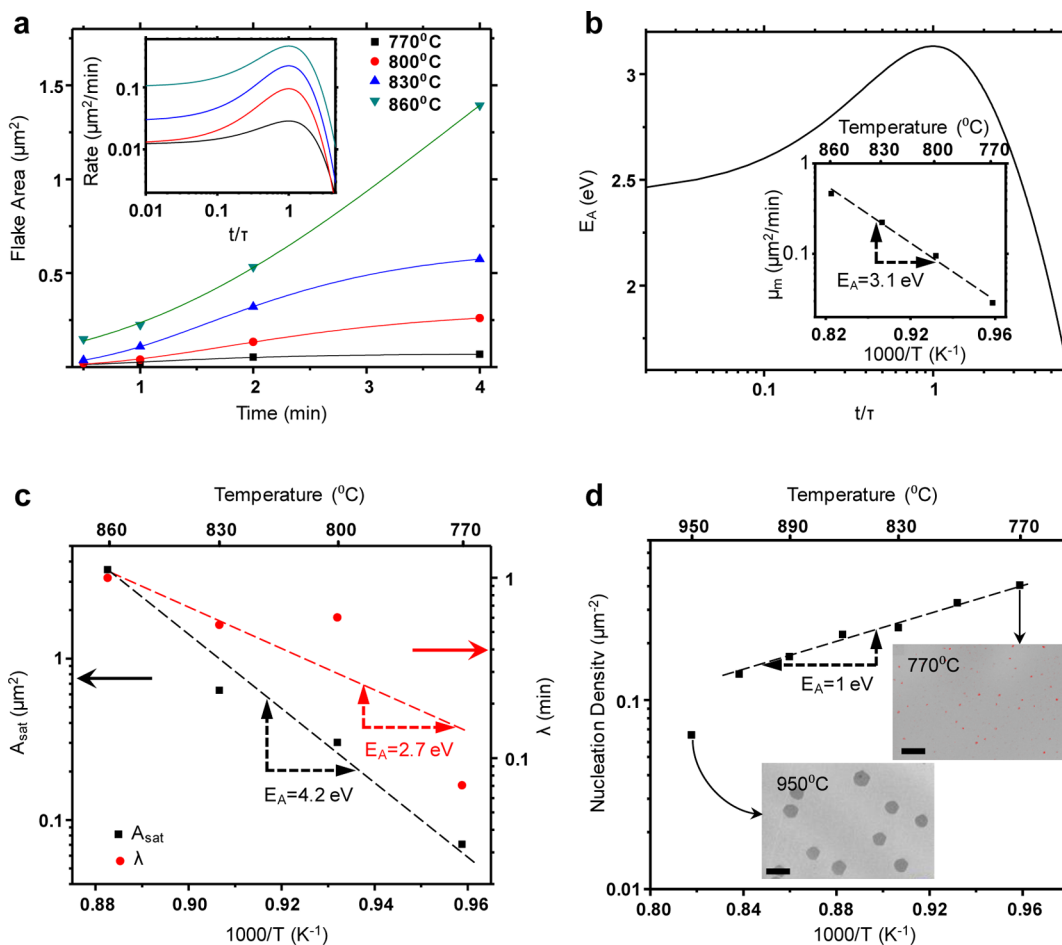 a
770⁰C
800⁰C
830⁰C
860⁰C
Flake Area (µm²)
1.5
1
0.5
0
1
2
3
4
Time (min)
Rate (µm²/min)
0.1
0.01
0.01
0.1
1
t/τ
b
E_A (eV)
3
2.5
2
0.1
1
t/τ
Temperature (⁰C)
860 830 800 770
µ_m (µm²/min)
1
0.1
E_A=3.1 eV
0.82 0.92 0.96
1000/T (K⁻¹)
c
Temperature (⁰C)
860 830 800 770
A_sat (µm²)
1
0.1
λ (min)
1
0.1
E_A=2.7 eV
E_A=4.2 eV
A_sat
λ
0.88 0.90 0.92 0.94 0.96
1000/T (K⁻¹)
d
Temperature (⁰C)
950 890 830 770
Nucleation Density (µm⁻²)
1
0.1
0.01
E_A=1 eV
770⁰C
950⁰C
0.80 0.84 0.88 0.92 0.96
1000/T (K⁻¹)